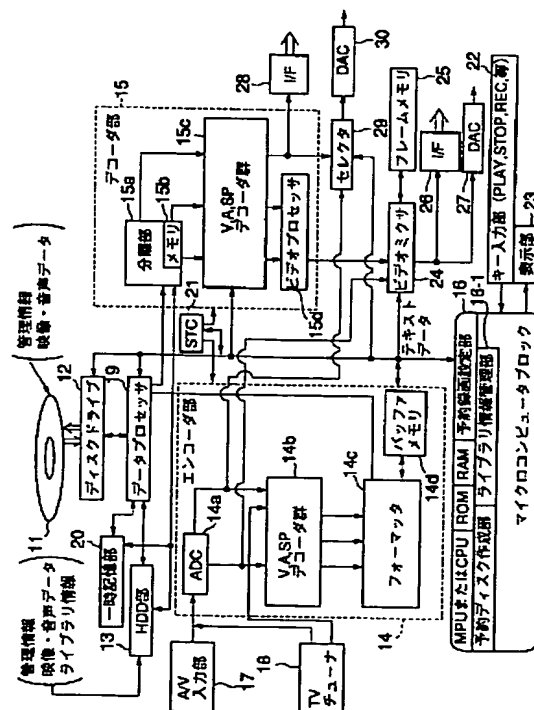 管理情報
映像・音声データ
11
管理情報
映像・音声データ
ライブラリ情報
ディスクドライブ
12
データプロセッサ
9
一時記憶部
20
HDD部
13
デコーダ部
15
分離部
15a
メモリ
15b
V,A,SP
デコーダ群
15c
ビデオプロセッサ
15d
STC
21
I/F
28
セレクタ
29
DAC
30
エンコーダ部
14
ADC
14a
V,A,SP
デコーダ群
14b
フォーマッタ
14c
バッファ
メモリ
14d
A/V
入力部
17
TV
チューナ
18
テキスト
データ
ビデオミクサ
24
フレームメモリ
25
I/F
26
DAC
27
キー入力部 (PLAY,STOP,REC,等)
22
表示部
23
MPUまたはCPU
ROM
RAM
予約録画設定部
16
予約ディスク作成部
ライブラリ情報管理部
16-1
マイクロコンピュータブロック